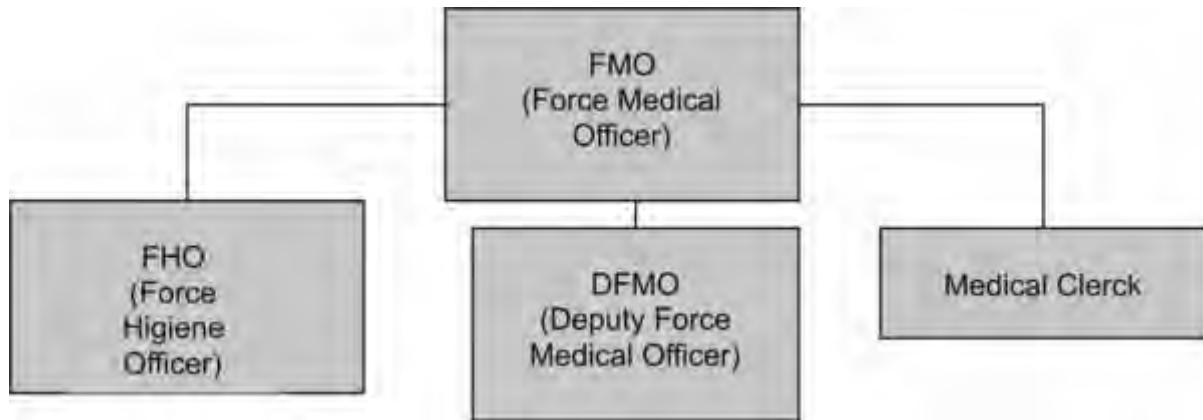 FMO
(Force Medical
Officer)
FHO
(Force
Higiene
Officer)
DFMO
(Deputy Force
Medical Officer)
Medical Clerck